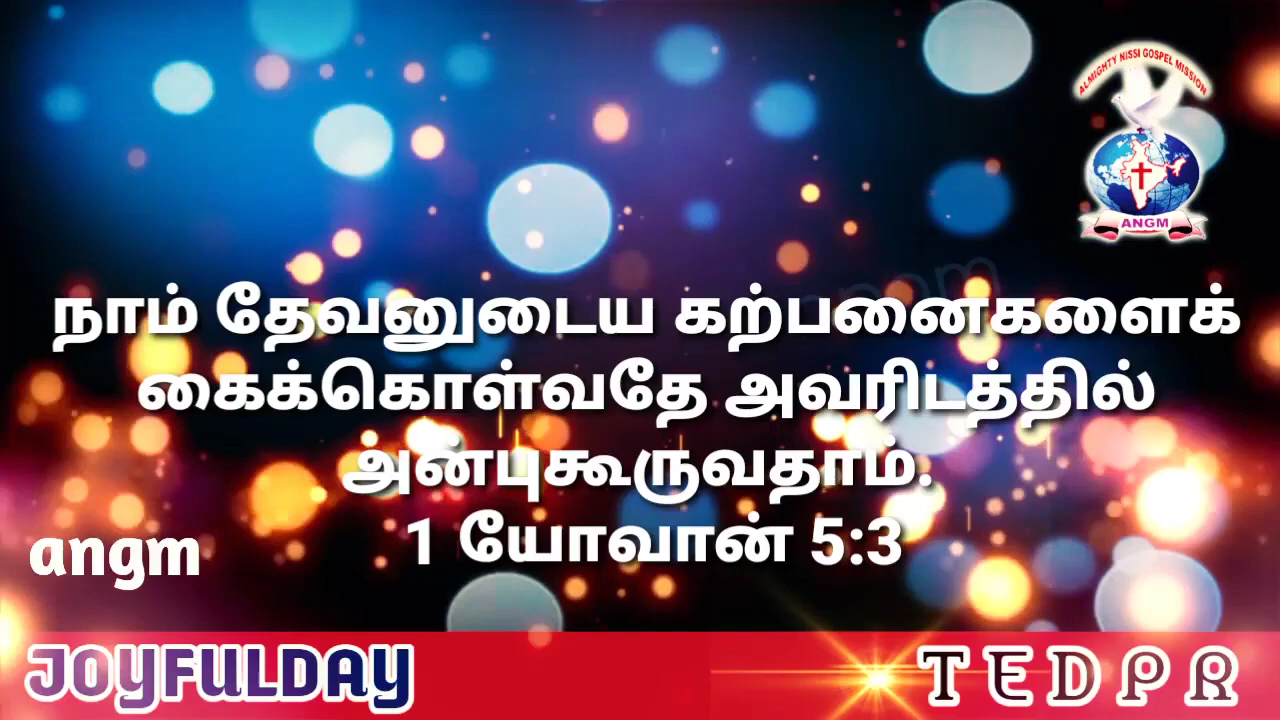 ALMIGHTY NISSI GOSPEL MISSION
ANGM
நாம் தேவனுடைய கற்பனைகளைக்
கைக்கொள்வதே அவரிடத்தில்
அன்புகூருவதாம்.
1 யோவான் 5:3
angm
JOYFULDAY
TEDPR